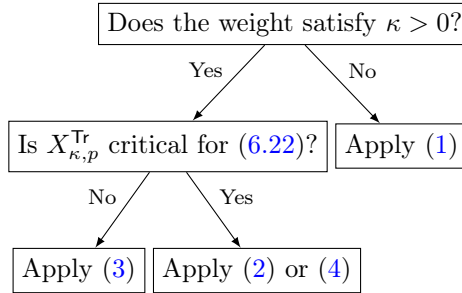 Does the weight satisfy κ > 0?
Yes
No
Is X^{Tr}_{κ,p} critical for (6.22)?
Apply (1)
No
Yes
Apply (3)
Apply (2) or (4)